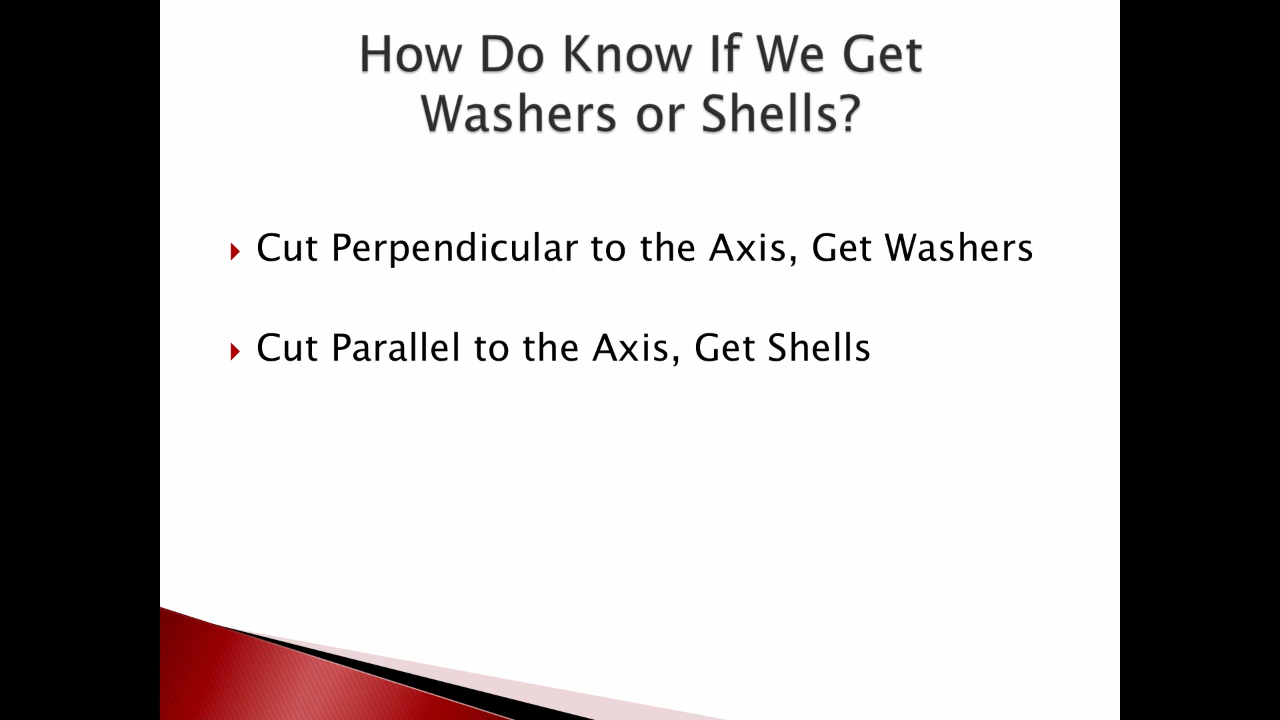 How Do Know If We Get
Washers or Shells?
Cut Perpendicular to the Axis, Get Washers
Cut Parallel to the Axis, Get Shells